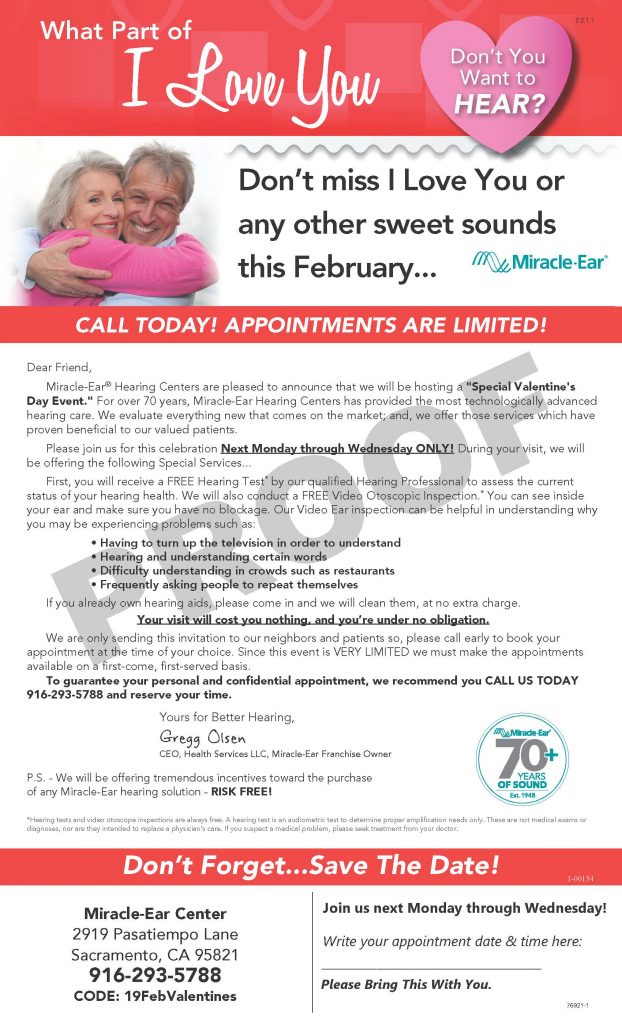 2211
What Part of
I Love You
Don't You
Want to
HEAR?
Don't miss I Love You or
any other sweet sounds
this February...
Miracle-Ear®
CALL TODAY! APPOINTMENTS ARE LIMITED!
Dear Friend,
Miracle-Ear® Hearing Centers are pleased to announce that we will be hosting a "Special Valentine's
Day Event." For over 70 years, Miracle-Ear Hearing Centers has provided the most technologically advanced
hearing care. We evaluate everything new that comes on the market; and, we offer those services which have
proven beneficial to our valued patients.
Please join us for this celebration Next Monday through Wednesday ONLY! During your visit, we will
be offering the following Special Services...
First, you will receive a FREE Hearing Test* by our qualified Hearing Professional to assess the current
status of your hearing health. We will also conduct a FREE Video Otoscopic Inspection.* You can see inside
your ear and make sure you have no blockage. Our Video Ear inspection can be helpful in understanding why
you may be experiencing problems such as:
• Having to turn up the television in order to understand
• Hearing and understanding certain words
• Difficulty understanding in crowds such as restaurants
• Frequently asking people to repeat themselves
If you already own hearing aids, please come in and we will clean them, at no extra charge.
Your visit will cost you nothing, and you're under no obligation.
We are only sending this invitation to our neighbors and patients so, please call early to book your
appointment at the time of your choice. Since this event is VERY LIMITED we must make the appointments
available on a first-come, first-served basis.
To guarantee your personal and confidential appointment, we recommend you CALL US TODAY
916-293-5788 and reserve your time.
PROOF
Yours for Better Hearing,
Gregg Olsen
CEO, Health Services LLC, Miracle-Ear Franchise Owner
Miracle-Ear®
70+
YEARS
OF SOUND
Est. 1948
P.S. - We will be offering tremendous incentives toward the purchase
of any Miracle-Ear hearing solution - RISK FREE!
*Hearing tests and video otoscope inspections are always free. A hearing test is an audiometric test to determine proper amplification needs only. These are not medical exams or
diagnoses, nor are they intended to replace a physician's care. If you suspect a medical problem, please seek treatment from your doctor.
Don't Forget...Save The Date!
1-00134
Miracle-Ear Center
2919 Pasatiempo Lane
Sacramento, CA 95821
916-293-5788
CODE: 19FebValentines
Join us next Monday through Wednesday!
Write your appointment date & time here:
Please Bring This With You.
76921-1